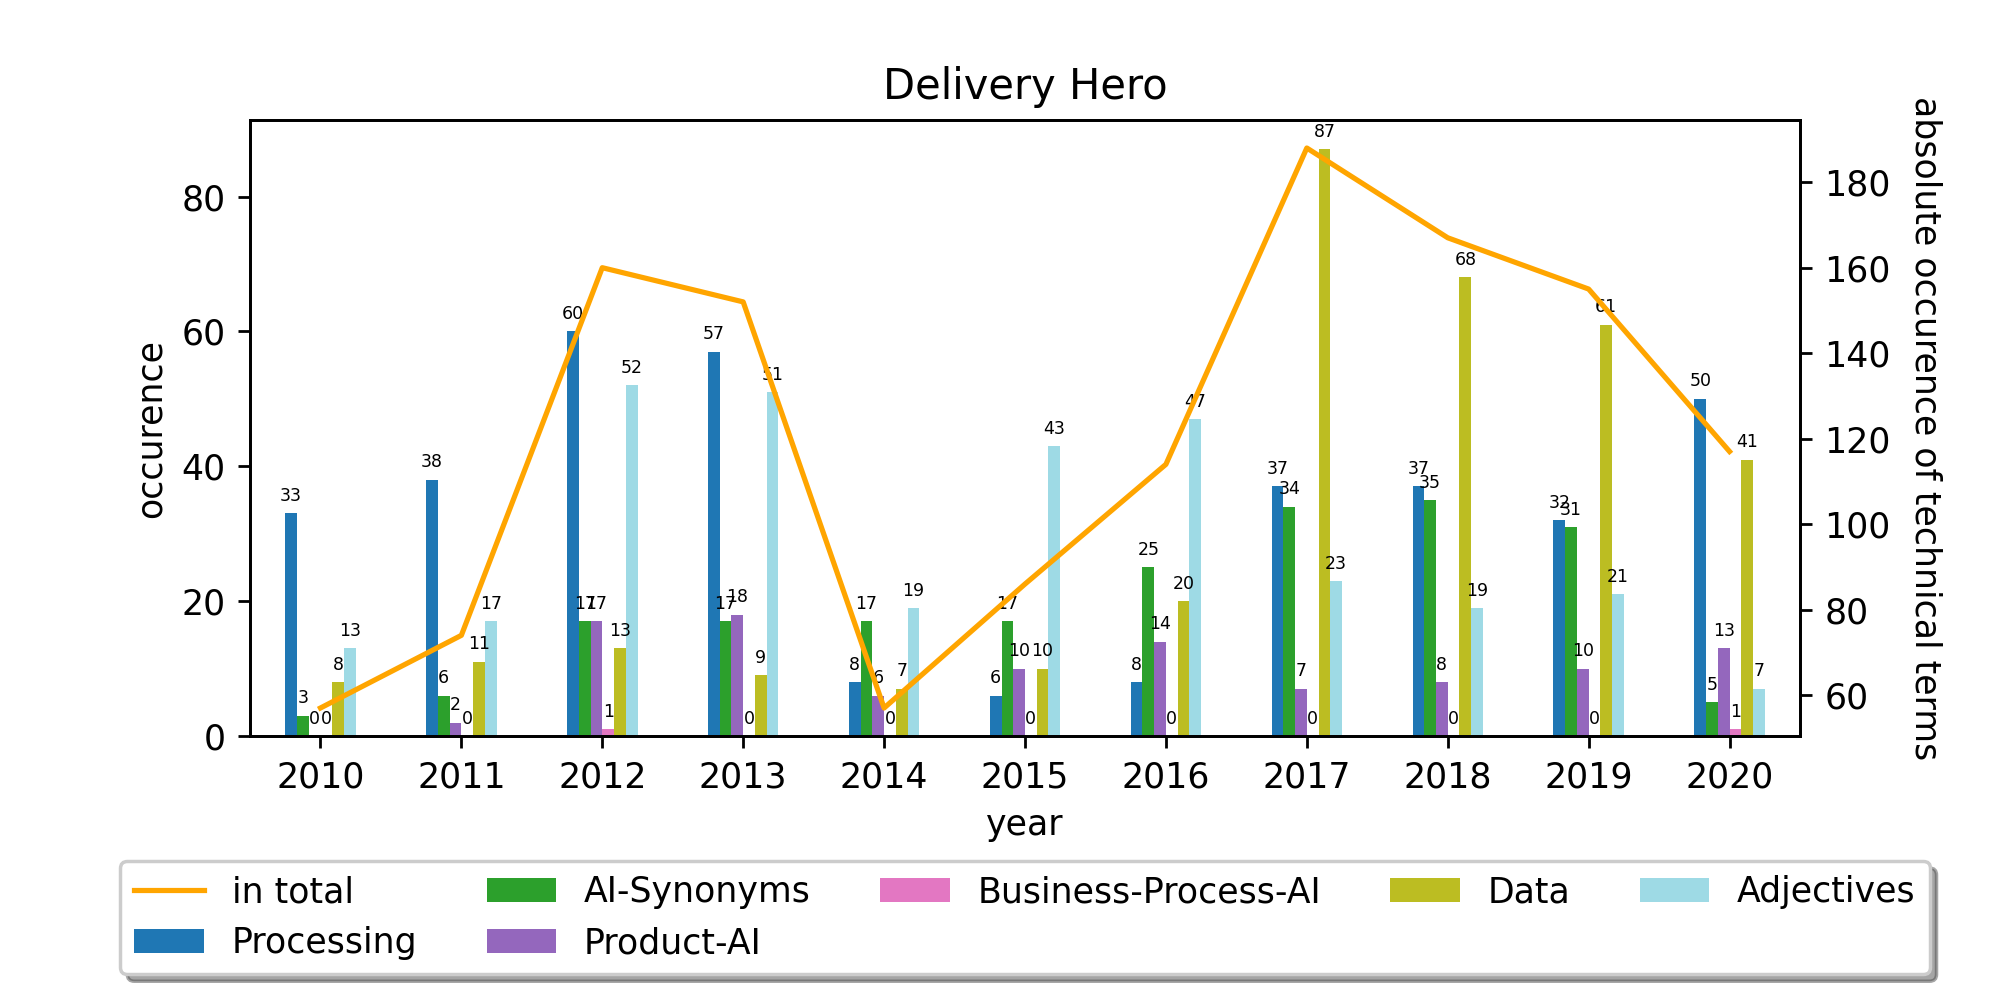 Delivery Hero
occurence
absolute occurence of technical terms
80
60
40
20
0
180
160
140
120
100
80
60
33 3 0 0 8 13
38 6 2 0 11 17
60 17 17 1 13 52
57 17 18 0 9 51
8 17 6 0 7 19
6 17 10 0 10 43
8 25 14 0 20 47
37 34 7 0 87 23
37 35 8 0 68 19
32 31 10 0 61 21
50 5 13 1 41 7
2010 2011 2012 2013 2014 2015 2016 2017 2018 2019 2020
year
in total AI-Synonyms Business-Process-AI Data Adjectives
Processing Product-AI